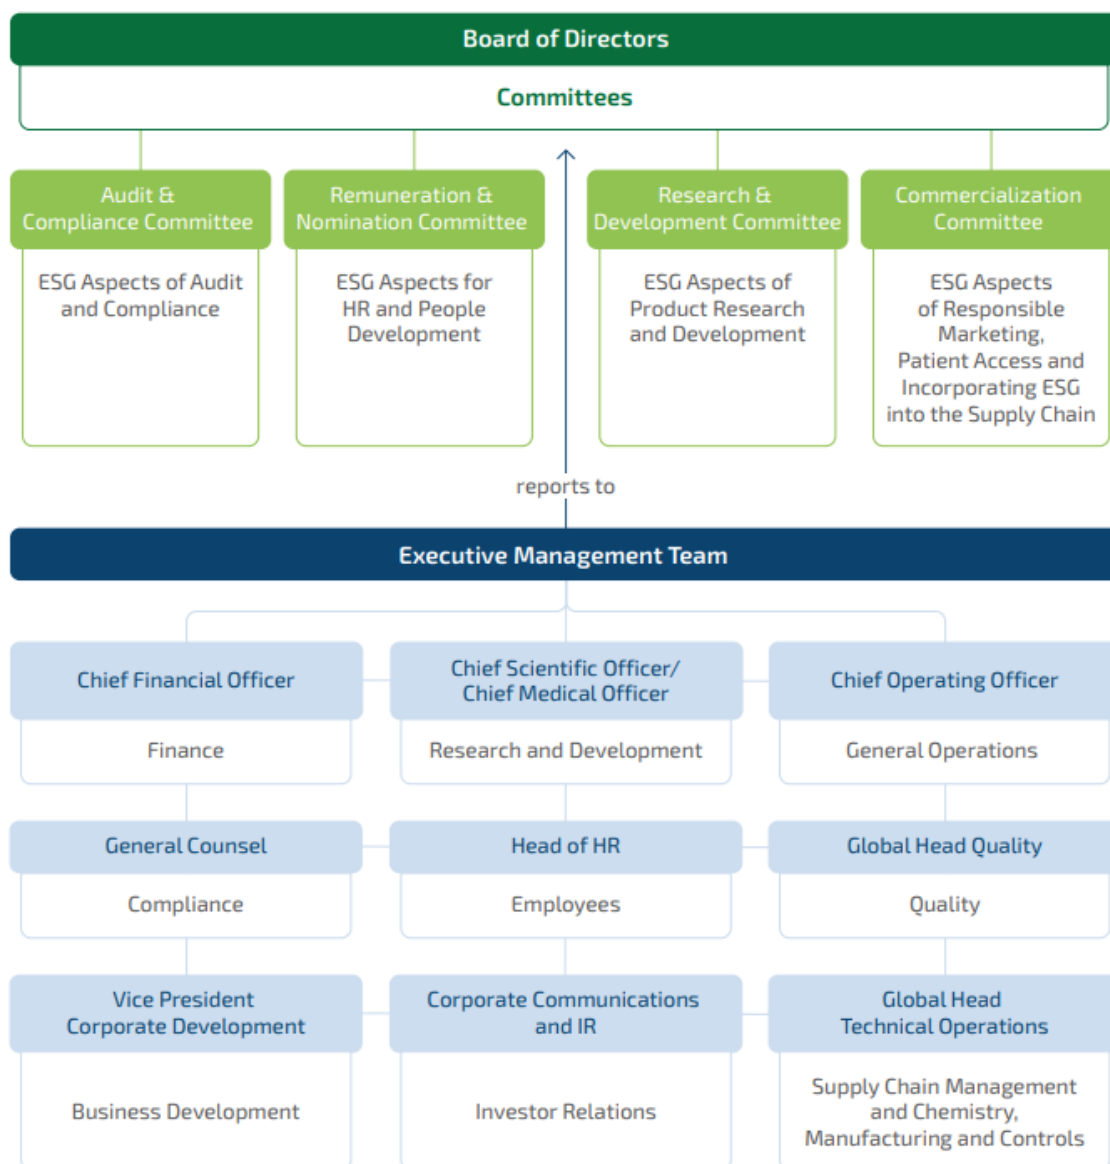 Board of Directors
Committees
Audit &
Compliance Committee
ESG Aspects of Audit
and Compliance
Remuneration &
Nomination Committee
ESG Aspects for
HR and People
Development
Research &
Development Committee
ESG Aspects of
Product Research
and Development
Commercialization
Committee
ESG Aspects
of Responsible
Marketing,
Patient Access and
Incorporating ESG
into the Supply Chain
reports to
Executive Management Team
Chief Financial Officer
Finance
Chief Scientific Officer/
Chief Medical Officer
Research and Development
Chief Operating Officer
General Operations
General Counsel
Compliance
Head of HR
Employees
Global Head Quality
Quality
Vice President
Corporate Development
Business Development
Corporate Communications
and IR
Investor Relations
Global Head
Technical Operations
Supply Chain Management
and Chemistry,
Manufacturing and Controls